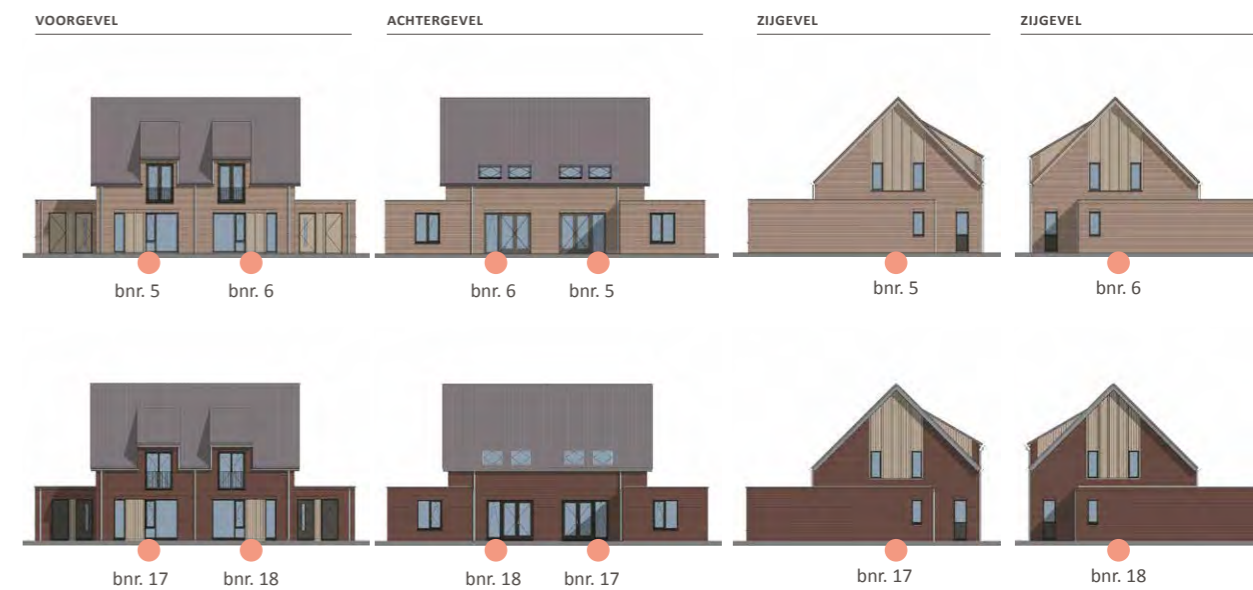 VOORGEVEL ACHTERGEVEL ZIJGEVEL ZIJGEVEL
bnr. 5 bnr. 6 bnr. 6 bnr. 5 bnr. 5 bnr. 6
bnr. 17 bnr. 18 bnr. 18 bnr. 17 bnr. 17 bnr. 18